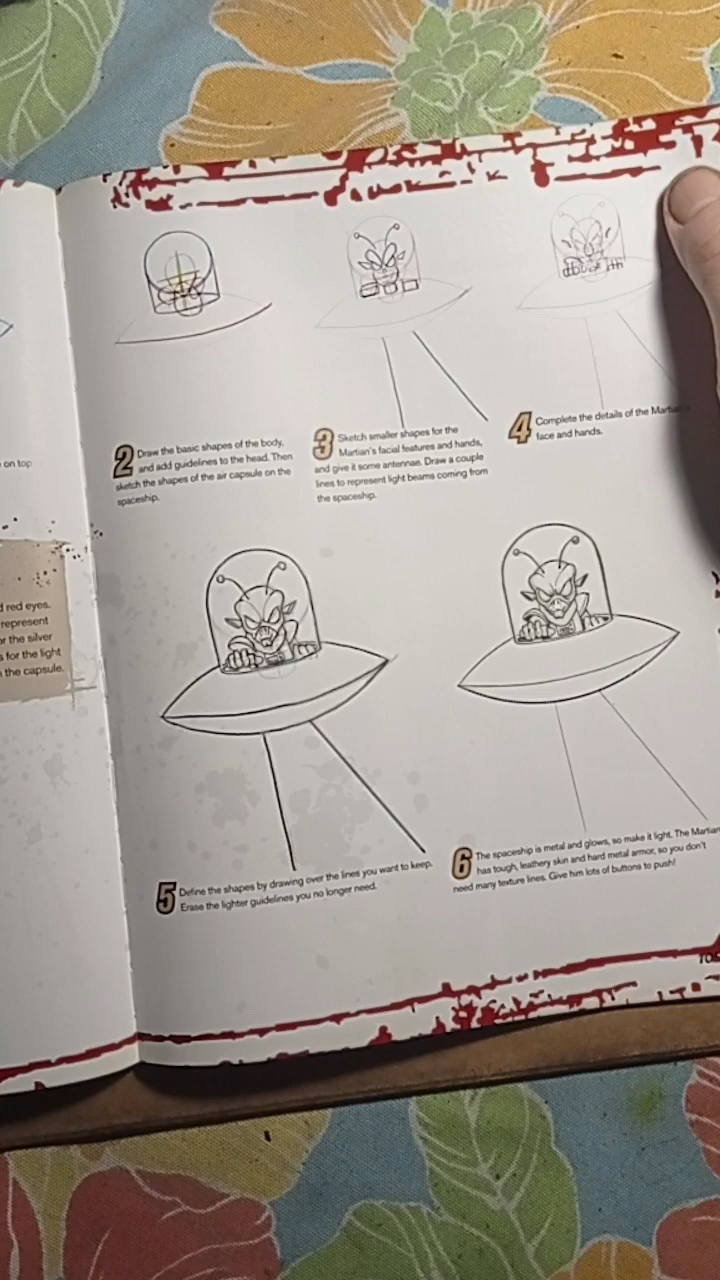 on top
d red eyes.
represent
or the silver
s for the light
the capsule.
2 Draw the basic shapes of the body,
and add guidelines to the head. Then
sketch the shapes of the air capsule on the
spaceship.
3 Sketch smaller shapes for the
Martian's facial features and hands,
and give it some antennae. Draw a couple
lines to represent light beams coming from
the spaceship.
4 Complete the details of the Martian's
face and hands.
5 Define the shapes by drawing over the lines you want to keep.
Erase the lighter guidelines you no longer need.
6 The spaceship is metal and glows, so make it light. The Martian
has tough, leathery skin and hard metal armor, so you don't
need many texture lines. Give him lots of buttons to push!